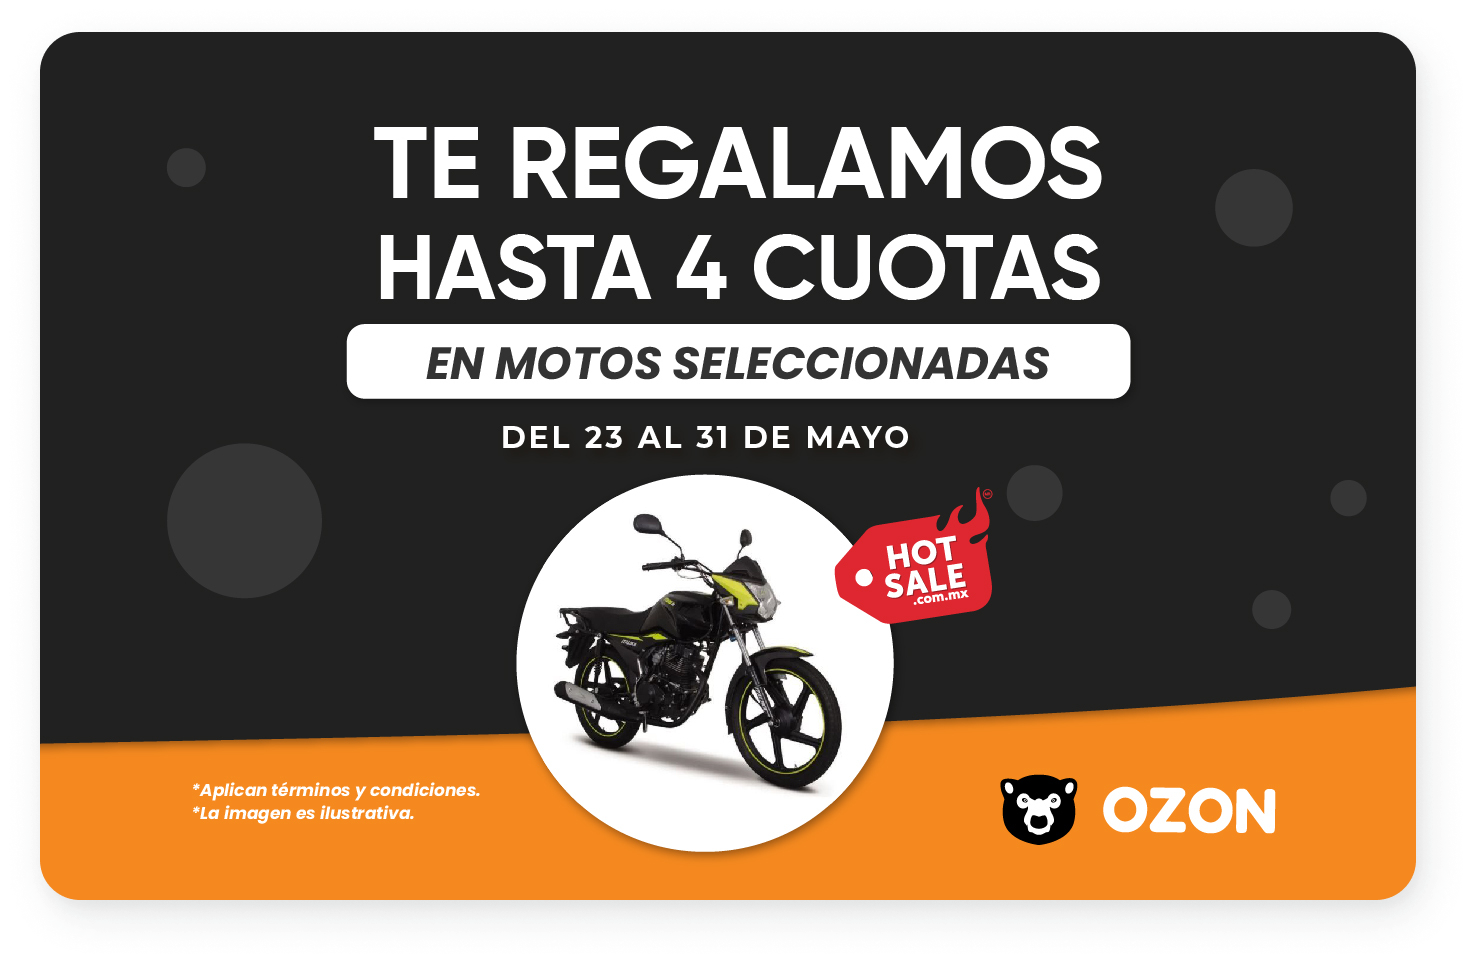 TE REGALAMOS
HASTA 4 CUOTAS
EN MOTOS SELECCIONADAS
DEL 23 AL 31 DE MAYO
HOT
SALE
.com.mx
*Aplican términos y condiciones.
*La imagen es ilustrativa.
OZON